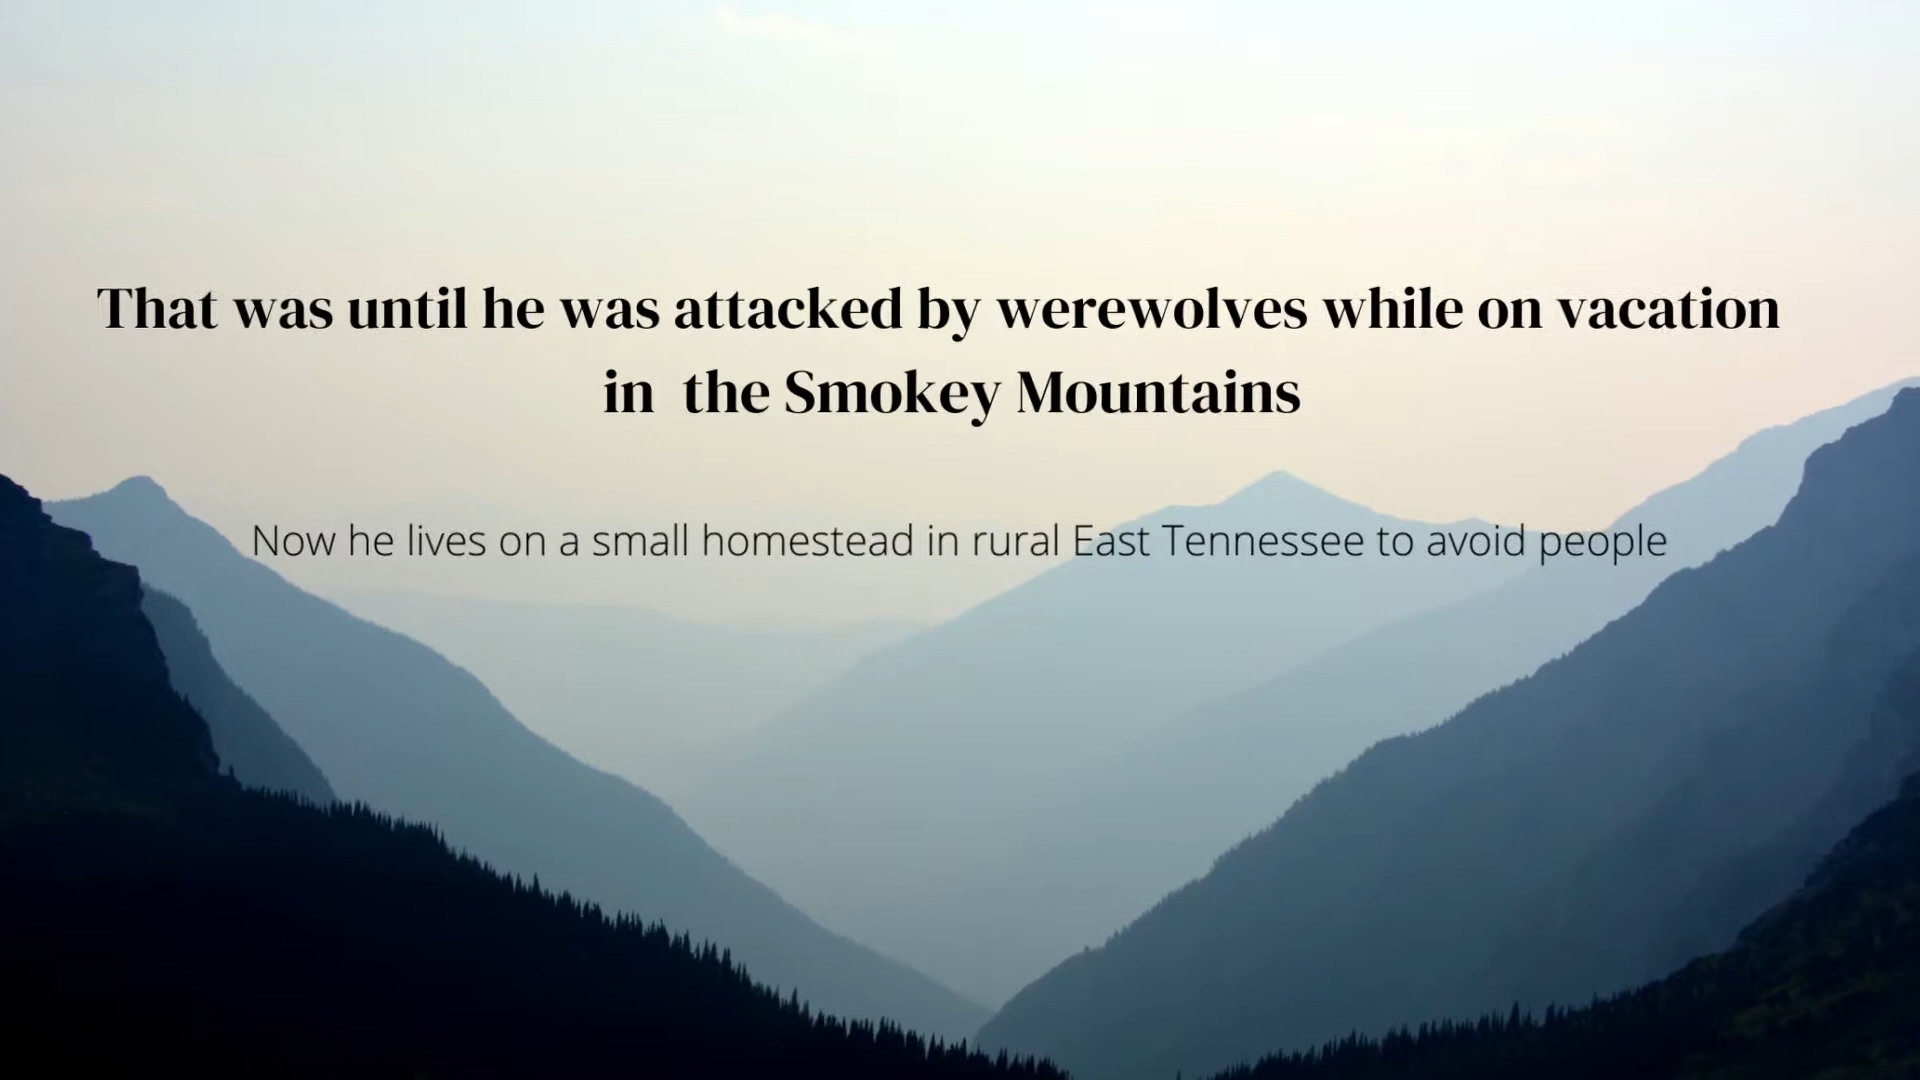 That was until he was attacked by werewolves while on vacation
in  the Smokey Mountains
Now he lives on a small homestead in rural East Tennessee to avoid people